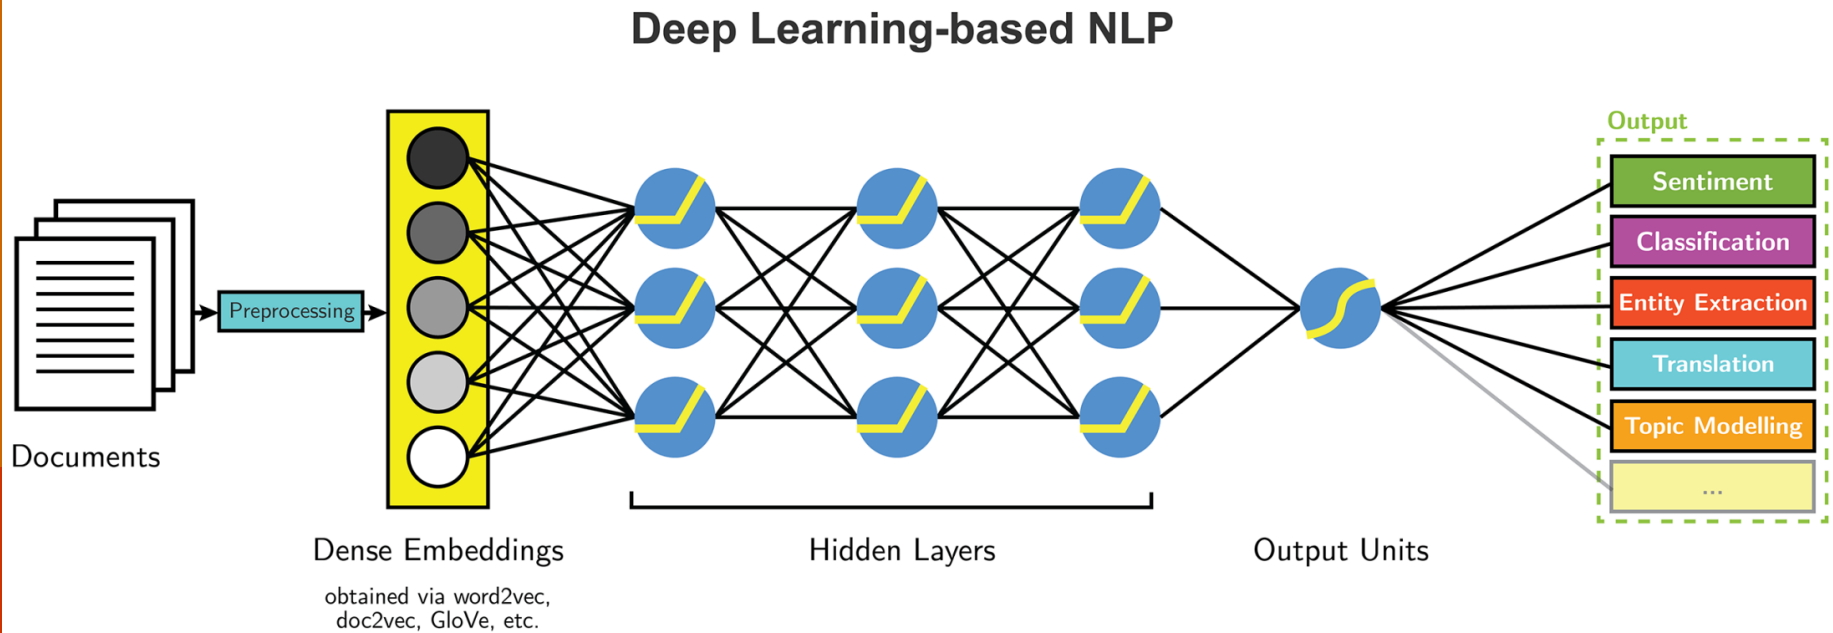 Deep Learning-based NLP
Documents
Preprocessing
Dense Embeddings
obtained via word2vec,
doc2vec, GloVe, etc.
Hidden Layers
Output Units
Output
Sentiment
Classification
Entity Extraction
Translation
Topic Modelling
...